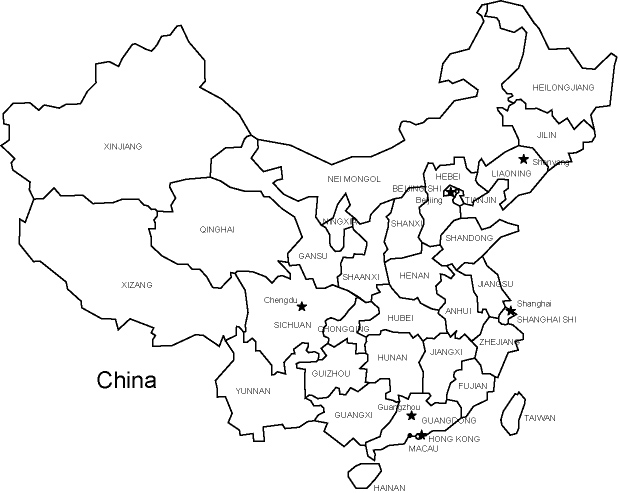 HEILONGJIANG
JILIN
XINJIANG
Shenyang
LIAONING
HEBEI
NEI MONGOL
BEIJING SHI
Beijing
TIANJIN
NINGXIA
SHANXI
QINGHAI
SHANDONG
GANSU
SHAANXI
HENAN
XIZANG
JIANGSU
Chengdu
Shanghai
ANHUI
HUBEI
SHANGHAI SHI
SICHUAN
CHONGQING
ZHEJIANG
JIANGXI
HUNAN
GUIZHOU
China
FUJIAN
YUNNAN
Guangzhou
GUANGXI
GUANGDONG
TAIWAN
HONG KONG
MACAU
HAINAN